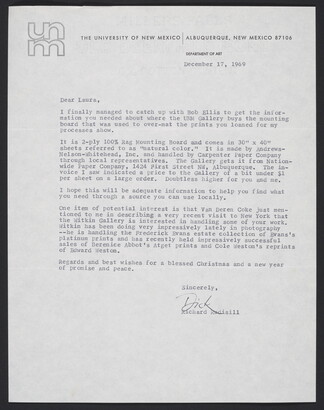 unm
THE UNIVERSITY OF NEW MEXICO | ALBUQUERQUE, NEW MEXICO 87106
DEPARTMENT OF ART
December 17, 1969
Dear Laura,
I finally managed to catch up with Bob Ellis to get the infor-
mation you needed about where the UNM Gallery buys the mounting
board that was used to over-mat the prints you loaned for my
processes show.
It is 2-ply 100% Rag Mounting Board and comes in 30" x 40"
sheets referred to as "Natural Color." It is made by Andrews-
Nelson-Whitehead, Inc. and handled by Carpenter Paper Company
through local representatives. The Gallery gets it from Nation-
wide Paper Company, 1424 First Street NW, Albuquerque. The in-
voice I saw indicated a price to the Gallery of a bit under $1
per sheet on a large order. Doubtless higher for you and me.
I hope this will be adequate information to help you find what
you need through a source you can use locally.
One item of potential interest is that Van Deren Coke just men-
tioned to me in describing a very recent visit to New York that
the Witkin Gallery is interested in handling some of your work.
Witkin has been doing very impressively lately in photography
--he is handling the Frederick Evans estate collection of Evans's
platinum prints and has recently held impressively successful
sales of Berenice Abbot's Atget prints and Cole Weston's reprints
of Edward Weston.
Regards and best wishes for a blessed Christmas and a new year
of promise and peace.
Sincerely,
Dick
Richard Rudisill